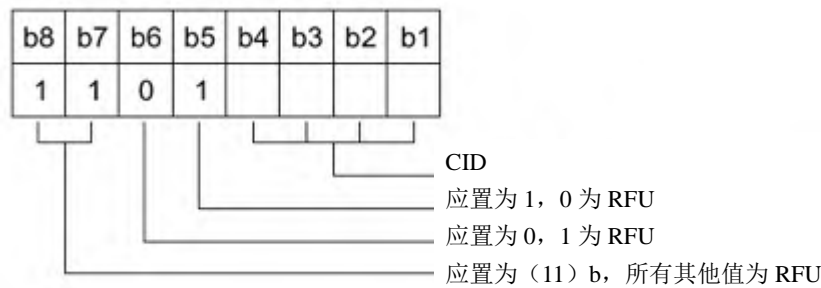 b8 b7 b6 b5 b4 b3 b2 b1
1 1 0 1
CID
应置为 1，0 为 RFU
应置为 0，1 为 RFU
应置为（11）b，所有其他值为 RFU